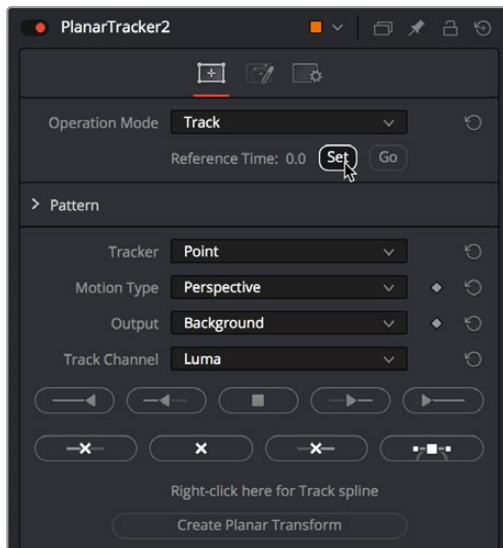 PlanarTracker2
Operation Mode Track
Reference Time: 0.0 Set Go
Pattern
Tracker Point
Motion Type Perspective
Output Background
Track Channel Luma
Right-click here for Track spline
Create Planar Transform